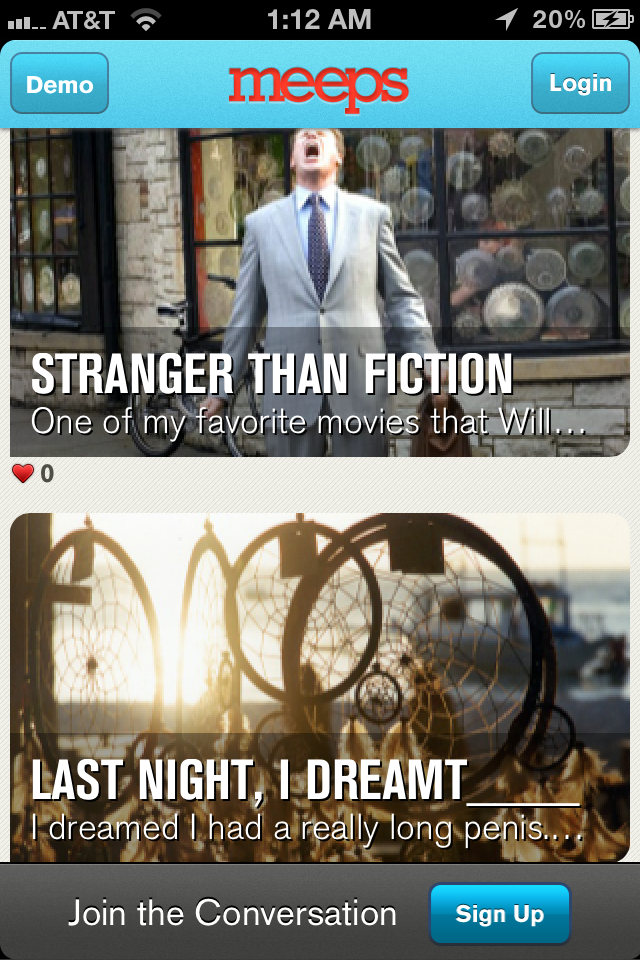 AT&T 1:12 AM 20%
Demo meeps Login
STRANGER THAN FICTION
One of my favorite movies that Will...
0
LAST NIGHT, I DREAMT_____
I dreamed I had a really long penis....
Join the Conversation Sign Up